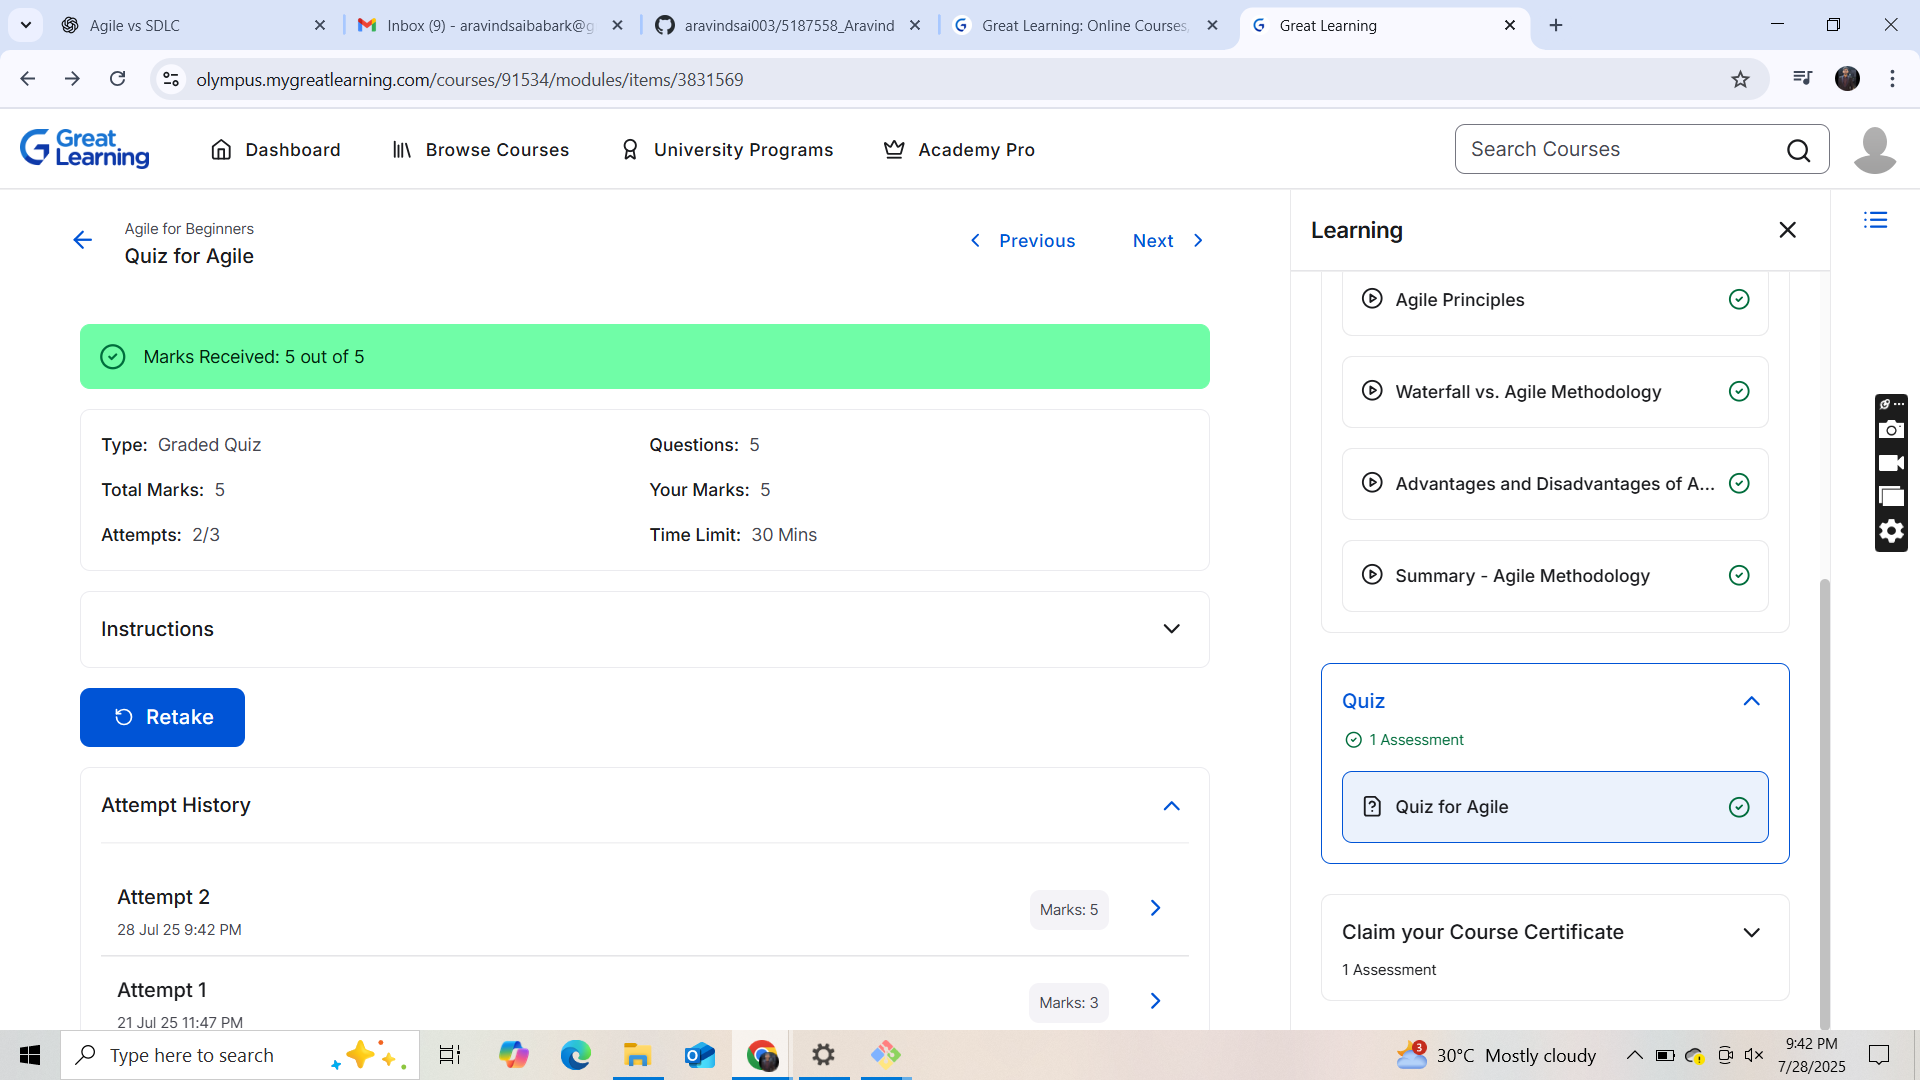 Agile vs SDLC
Inbox (9) - aravindsaibabark@g
aravindsai003/5187558_Aravind
Great Learning: Online Courses,
Great Learning
olympus.mygreatlearning.com/courses/91534/modules/items/3831569
Great Learning
Dashboard
Browse Courses
University Programs
Academy Pro
Search Courses
Agile for Beginners
Quiz for Agile
Previous
Next
Marks Received: 5 out of 5
Type: Graded Quiz
Questions: 5
Total Marks: 5
Your Marks: 5
Attempts: 2/3
Time Limit: 30 Mins
Instructions
Retake
Attempt History
Attempt 2
28 Jul 25 9:42 PM
Marks: 5
Attempt 1
21 Jul 25 11:47 PM
Marks: 3
Learning
Agile Principles
Waterfall vs. Agile Methodology
Advantages and Disadvantages of A...
Summary - Agile Methodology
Quiz
1 Assessment
Quiz for Agile
Claim your Course Certificate
1 Assessment
Type here to search
3
30°C Mostly cloudy
9:42 PM
7/28/2025